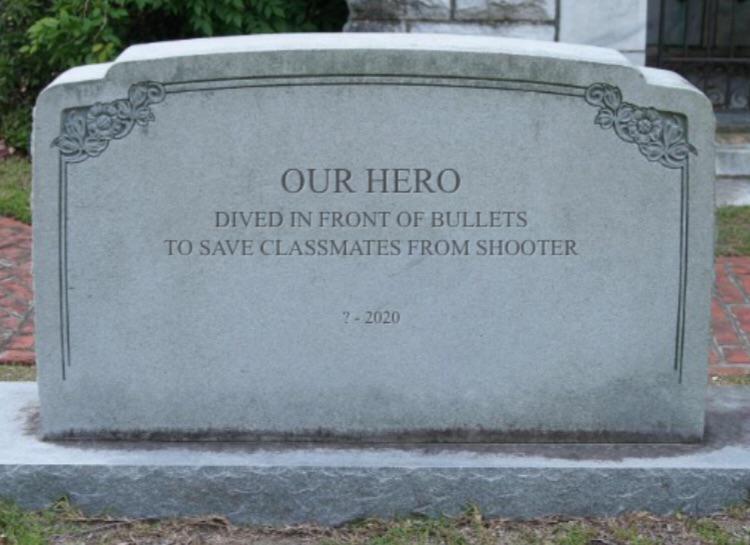 OUR HERO
DIVED IN FRONT OF BULLETS
TO SAVE CLASSMATES FROM SHOOTER
? - 2020